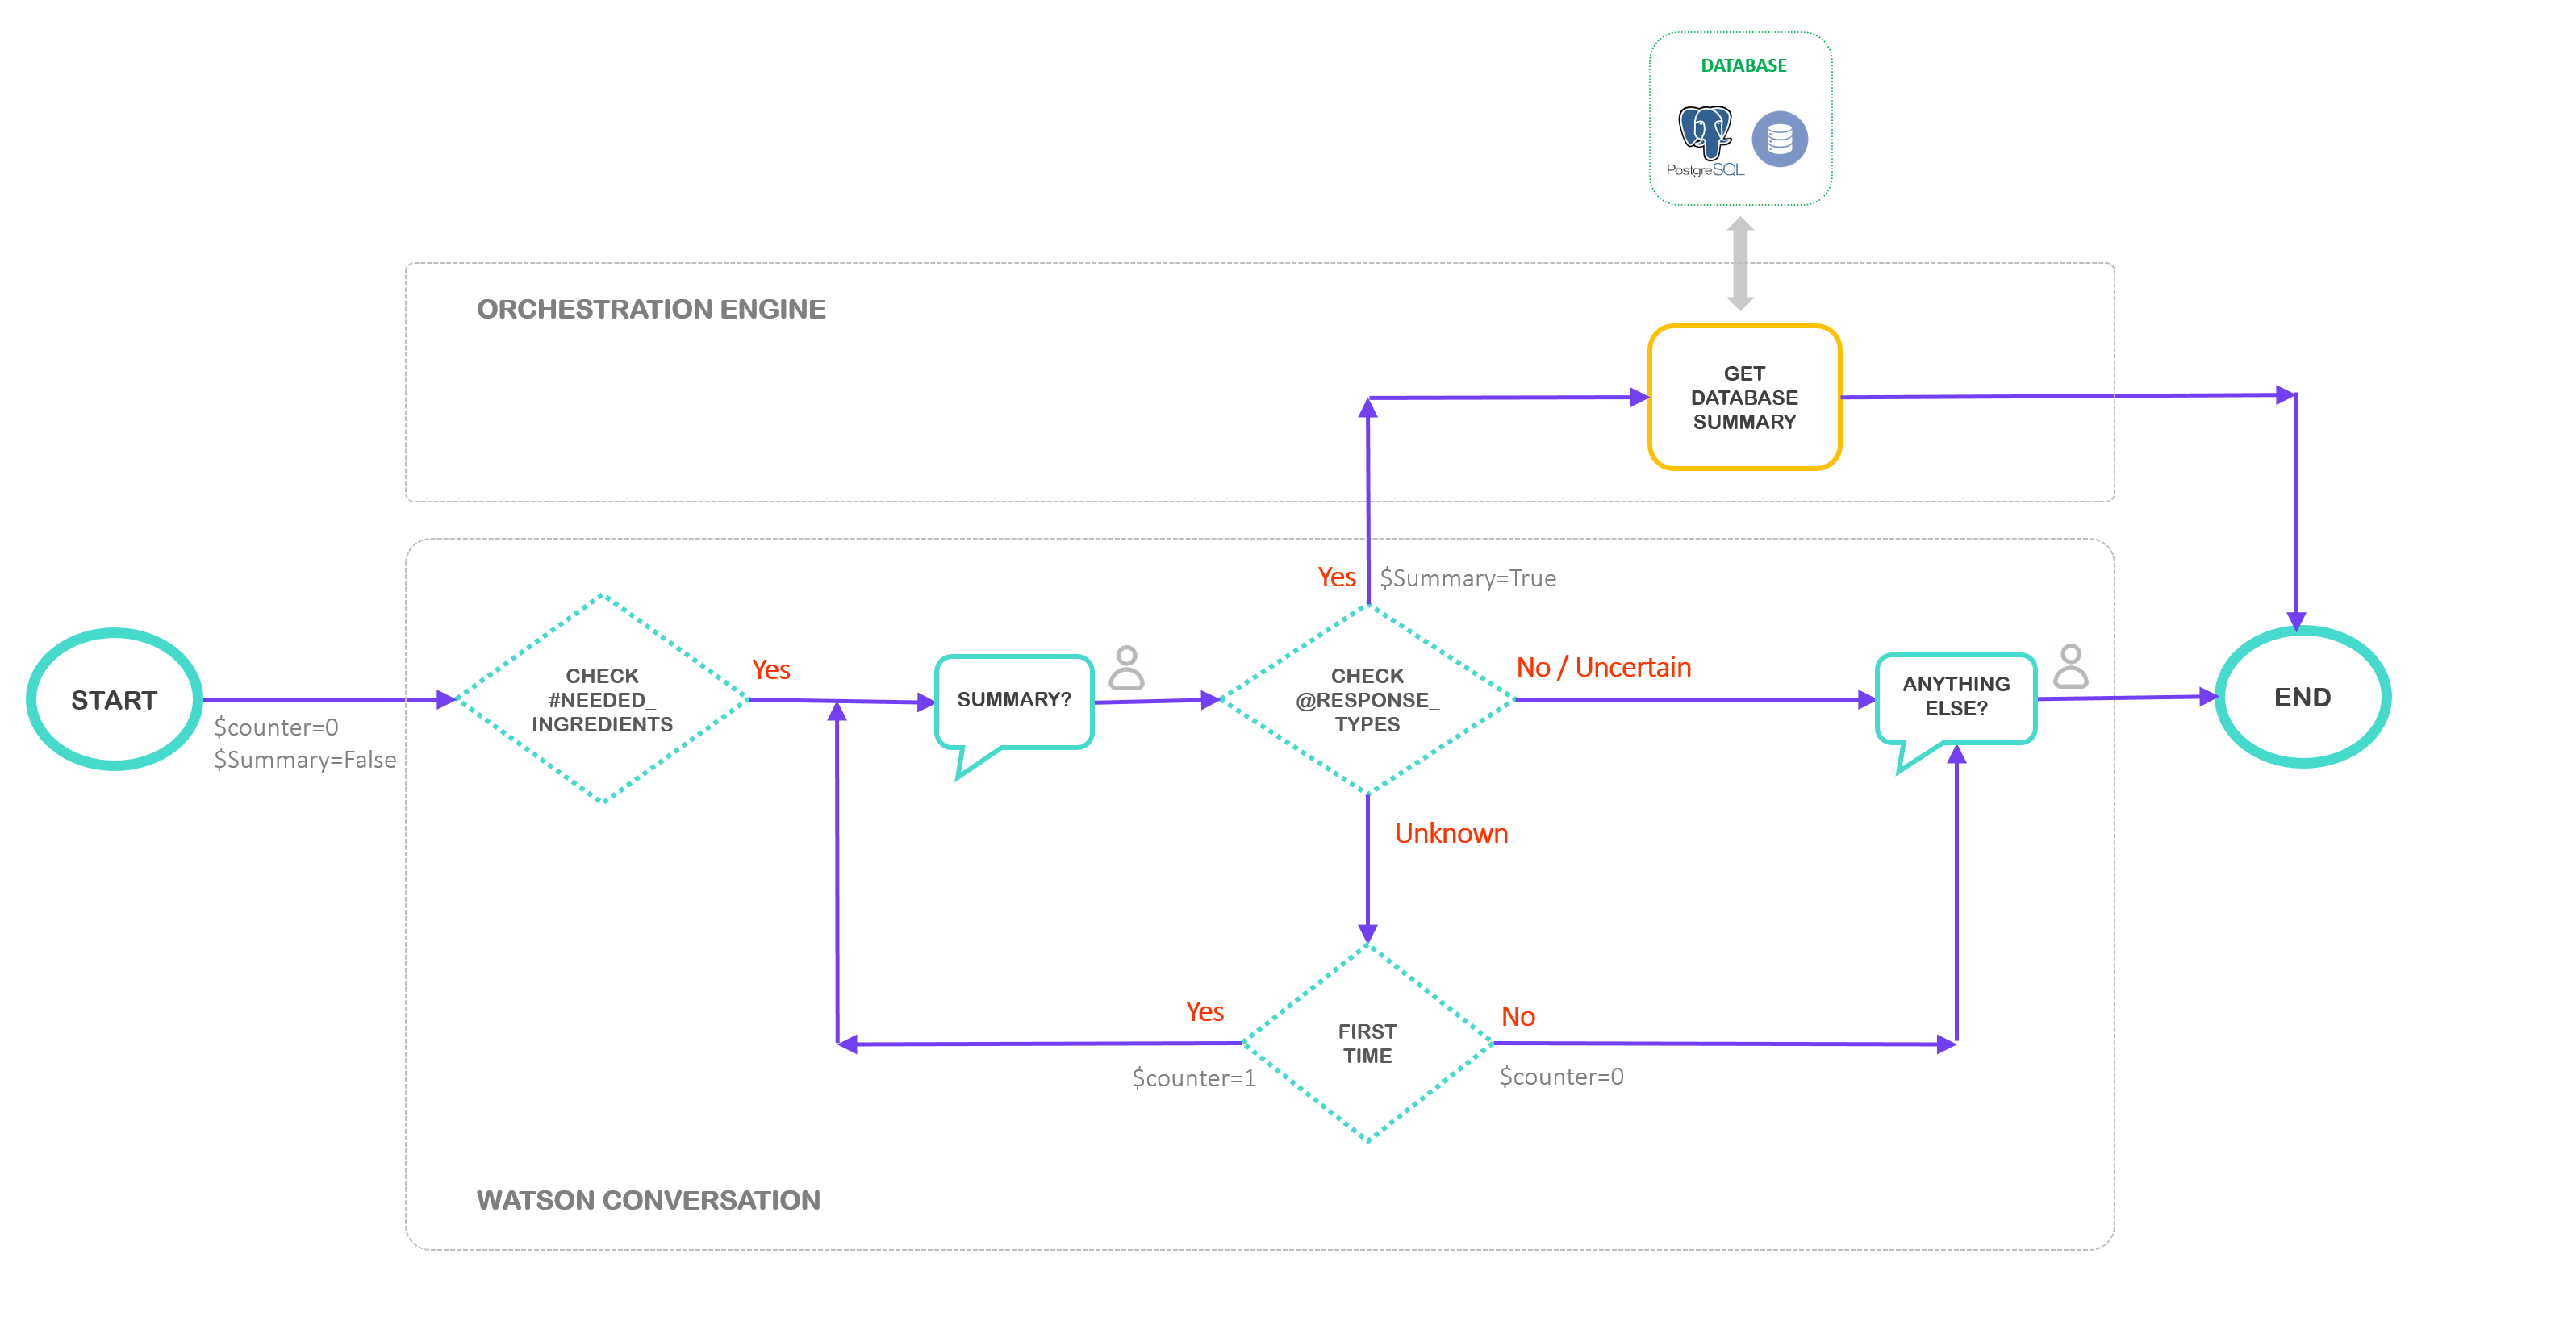 DATABASE
PostgreSQL
ORCHESTRATION ENGINE
GET
DATABASE
SUMMARY
Yes
$Summary=True
START
$counter=0
$Summary=False
CHECK
#NEEDED_
INGREDIENTS
Yes
SUMMARY?
CHECK
@RESPONSE_
TYPES
No / Uncertain
ANYTHING
ELSE?
END
Unknown
Yes
FIRST
TIME
No
$counter=1
$counter=0
WATSON CONVERSATION